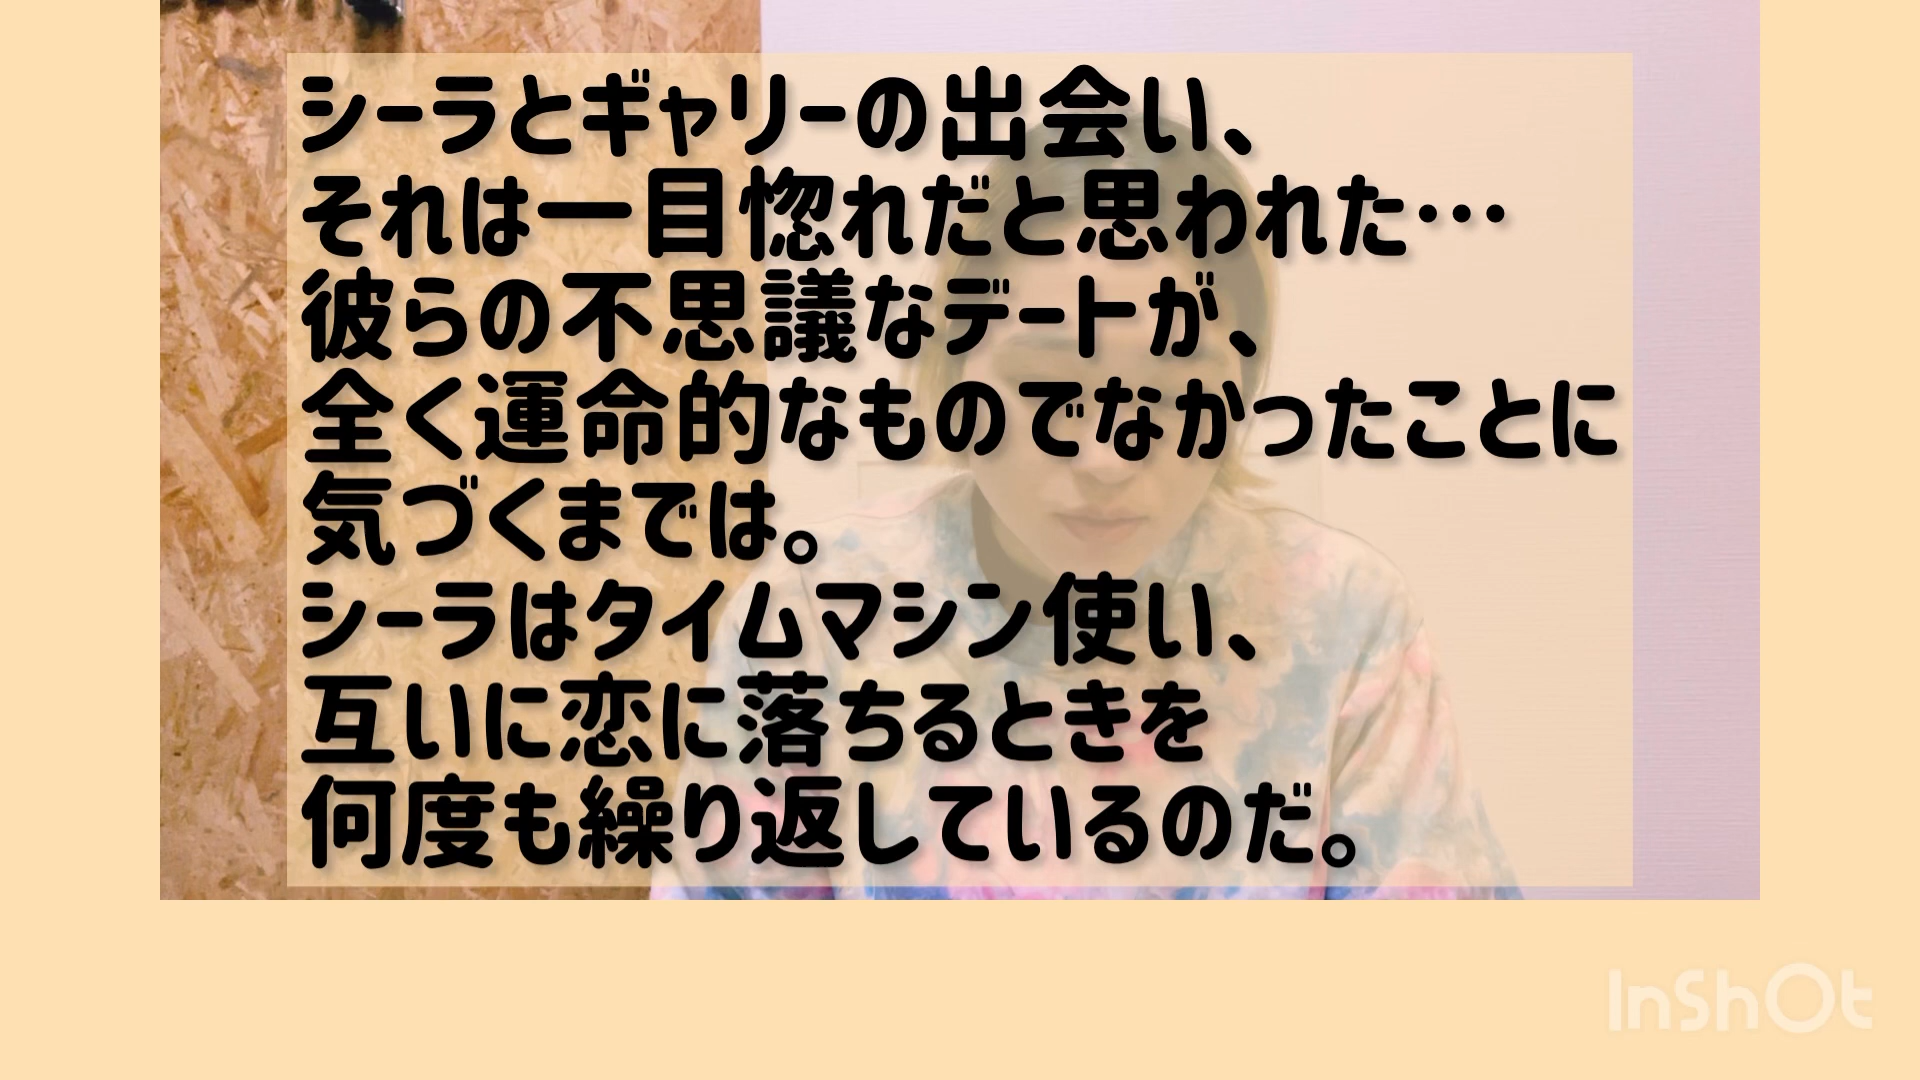 シーラとギャリーの出会い、
それは一目惚れだと思われた…
彼らの不思議なデートが、
全く運命的なものでなかったことに
気づくまでは。
シーラはタイムマシン使い、
互いに恋に落ちるときを
何度も繰り返しているのだ。
InShOt